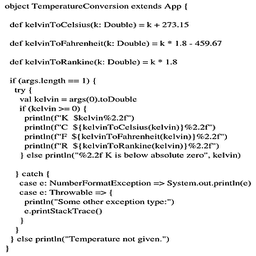 object TemperatureConversion extends App {
def kelvinToCelsius(k: Double) = k + 273.15
def kelvinToFahrenheit(k: Double) = k * 1.8 - 459.67
def kelvinToRankine(k: Double) = k * 1.8
if (args.length == 1) {
try {
val kelvin = args(0).toDouble
if (kelvin >= 0) {
println(f"K $kelvin%2.2f")
println(f"C ${kelvinToCelsius(kelvin)}%2.2f")
println(f"F ${kelvinToFahrenheit(kelvin)}%2.2f")
println(f"R ${kelvinToRankine(kelvin)}%2.2f")
} else println("%2.2f K is below absolute zero", kelvin)
} catch {
case e: NumberFormatException => System.out.println(e)
case e: Throwable => {
println("Some other exception type:")
e.printStackTrace()
}
}
} else println("Temperature not given.")
}